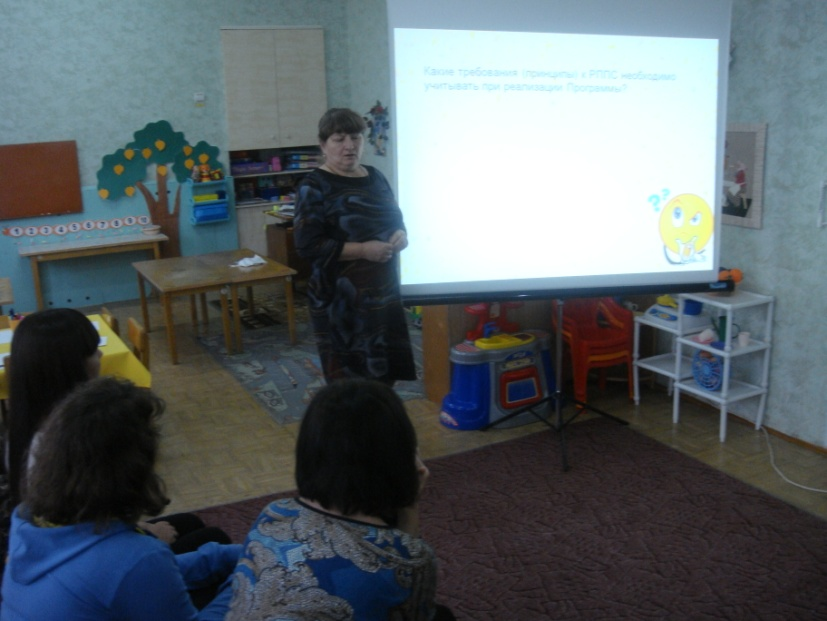 Какие требования (принципы) к РППС необходимо
учитывать при реализации Программы?
1 2 3 4 5 6 7 8 9 10